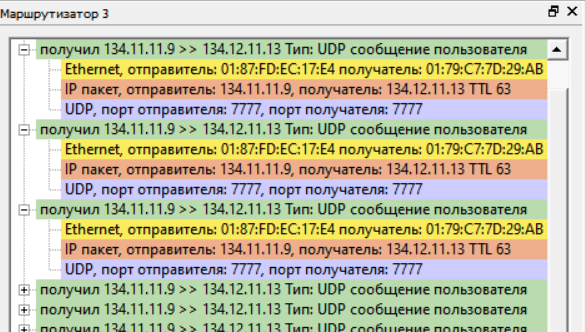 Маршрутизатор 3
получил 134.11.11.9 >> 134.12.11.13 Тип: UDP сообщение пользователя
Ethernet, отправитель: 01:87:FD:EC:17:E4 получатель: 01:79:C7:7D:29:AB
IP пакет, отправитель: 134.11.11.9, получатель: 134.12.11.13 TTL 63
UDP, порт отправителя: 7777, порт получателя: 7777
получил 134.11.11.9 >> 134.12.11.13 Тип: UDP сообщение пользователя
Ethernet, отправитель: 01:87:FD:EC:17:E4 получатель: 01:79:C7:7D:29:AB
IP пакет, отправитель: 134.11.11.9, получатель: 134.12.11.13 TTL 63
UDP, порт отправителя: 7777, порт получателя: 7777
получил 134.11.11.9 >> 134.12.11.13 Тип: UDP сообщение пользователя
Ethernet, отправитель: 01:87:FD:EC:17:E4 получатель: 01:79:C7:7D:29:AB
IP пакет, отправитель: 134.11.11.9, получатель: 134.12.11.13 TTL 63
UDP, порт отправителя: 7777, порт получателя: 7777
получил 134.11.11.9 >> 134.12.11.13 Тип: UDP сообщение пользователя
получил 134.11.11.9 >> 134.12.11.13 Тип: UDP сообщение пользователя
получил 134.11.11.9 >> 134.12.11.13 Тип: UDP сообщение пользователя